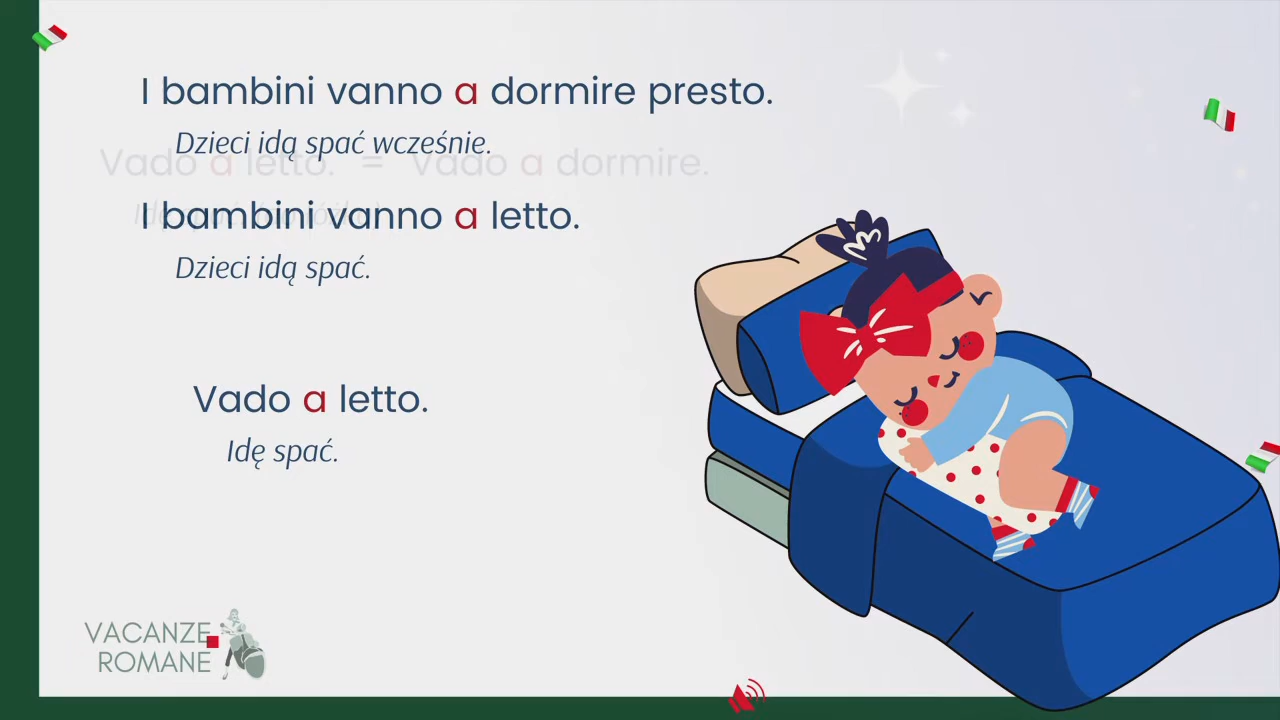 I bambini vanno a dormire presto.
Dzieci idą spać wcześnie.
Vado a letto. = Vado a dormire.
I bambini vanno a letto.
Dzieci idą spać.
Vado a letto.
Idę spać.
VACANZE
ROMANE